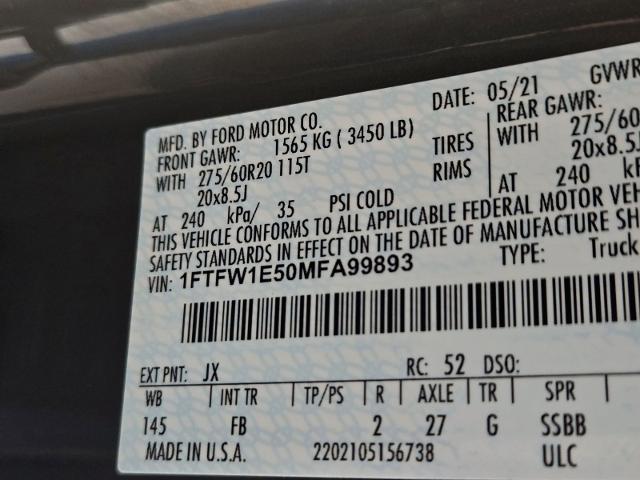 MFD. BY FORD MOTOR CO. DATE: 05/21 GVWR
FRONT GAWR: 1565 KG ( 3450 LB) REAR GAWR:
WITH 275/60R20 115T TIRES WITH 275/60
20x8.5J RIMS 20x8.5J
AT 240 kPa/ 35 PSI COLD AT 240
THIS VEHICLE CONFORMS TO ALL APPLICABLE FEDERAL MOTOR VEH
SAFETY STANDARDS IN EFFECT ON THE DATE OF MANUFACTURE SH
VIN: 1FTFW1E50MFA99893 TYPE: Truck
EXT PNT: JX RC: 52 DSO:
WB INT TR TP/PS R AXLE TR SPR
145 FB 2 27 G SSBB
MADE IN U.S.A. 2202105156738 ULC